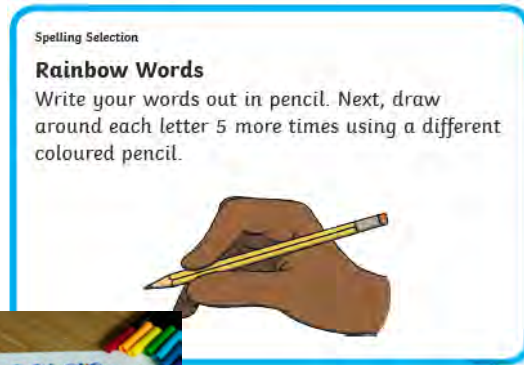 Spelling Selection
Rainbow Words
Write your words out in pencil. Next, draw
around each letter 5 more times using a different
coloured pencil.